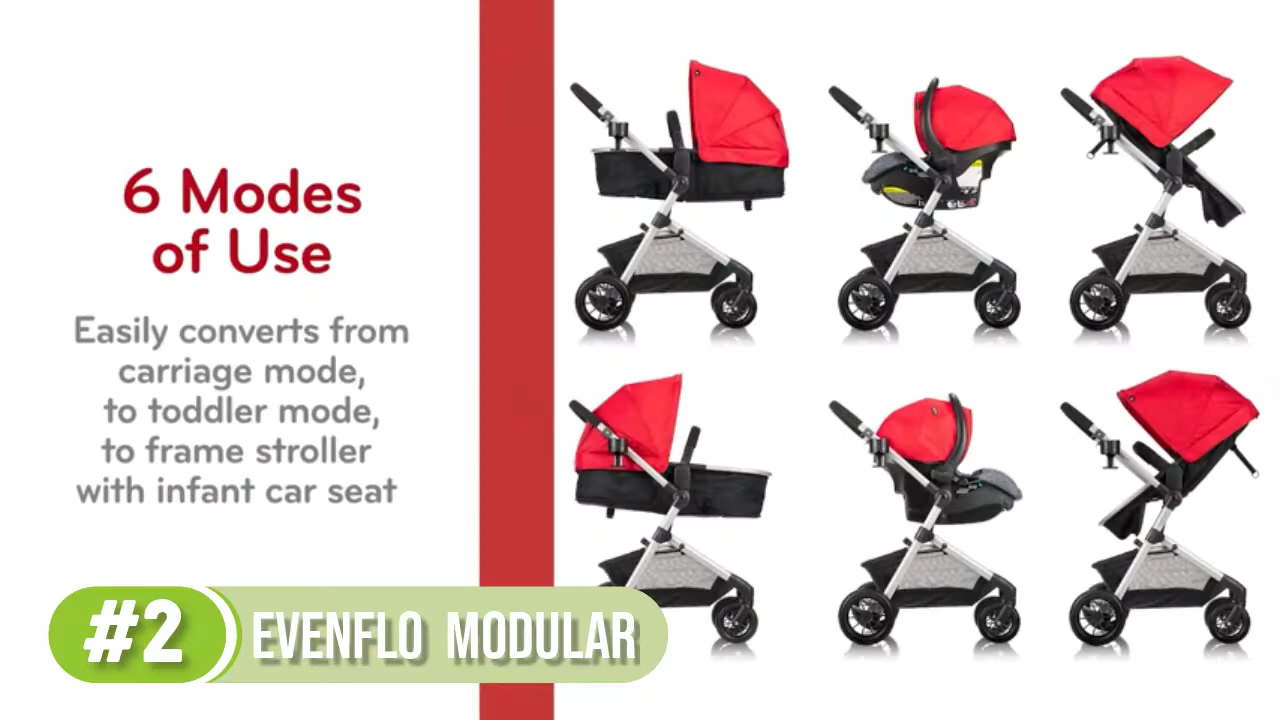 6 Modes
of Use
Easily converts from
carriage mode,
to toddler mode,
to frame stroller
with infant car seat
#2 EVENFLO MODULAR